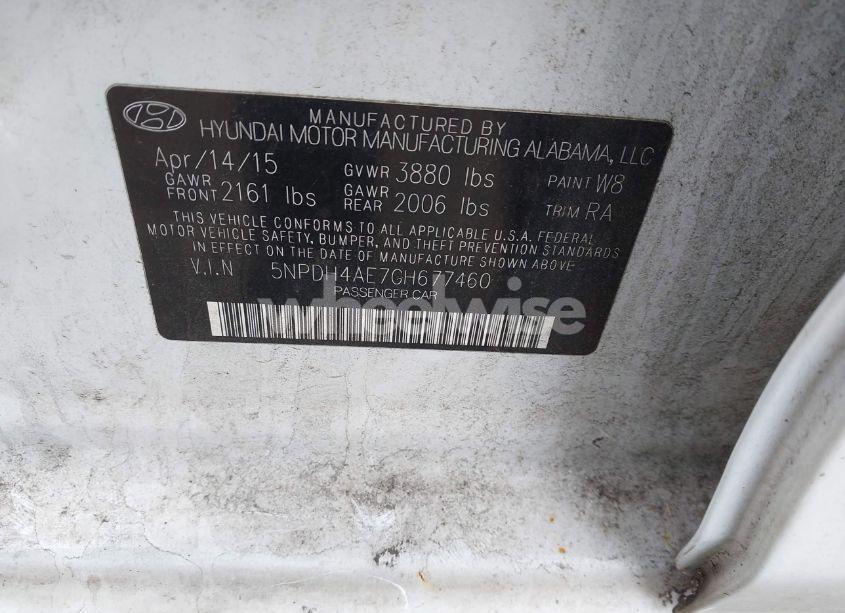 MANUFACTURED BY
HYUNDAI MOTOR MANUFACTURING ALABAMA, LLC
Apr/14/15 GVWR 3880 lbs PAINT W8
GAWR FRONT 2161 lbs GAWR REAR 2006 lbs TRIM RA
THIS VEHICLE CONFORMS TO ALL APPLICABLE U.S.A. FEDERAL
MOTOR VEHICLE SAFETY, BUMPER, AND THEFT PREVENTION STANDARDS
IN EFFECT ON THE DATE OF MANUFACTURE SHOWN ABOVE
V.I.N 5NPDH4AE7GH677460
PASSENGER CAR
wheelwise